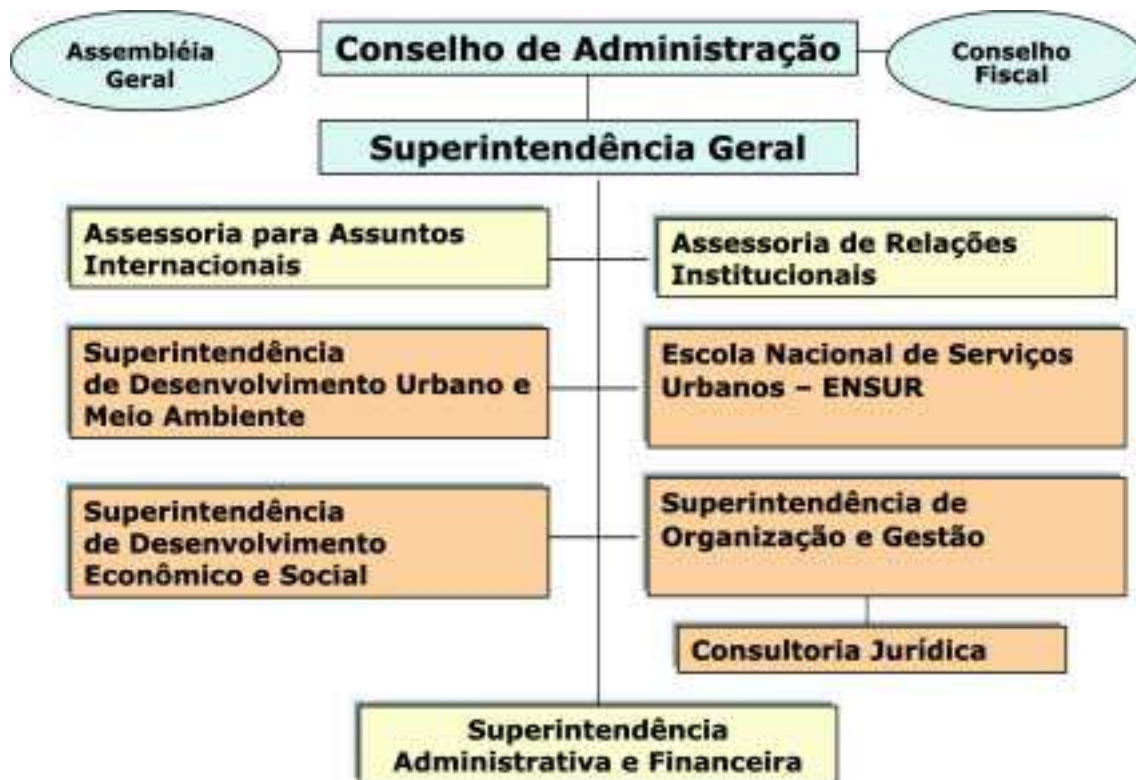 Assembléia
Geral
Conselho de Administração
Conselho
Fiscal
Superintendência Geral
Assessoria para Assuntos
Internacionais
Assessoria de Relações
Institucionais
Superintendência
de Desenvolvimento Urbano e
Meio Ambiente
Escola Nacional de Serviços
Urbanos – ENSUR
Superintendência
de Desenvolvimento
Econômico e Social
Superintendência de
Organização e Gestão
Consultoria Jurídica
Superintendência
Administrativa e Financeira